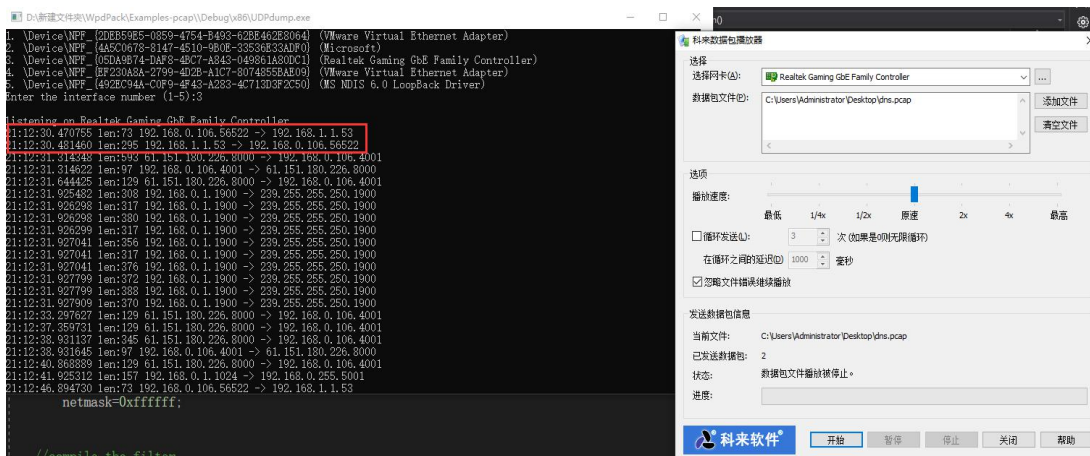 D:\新建文件夹\WpdPack\Examples-pcap\\Debug\x86\UDPdump.exe
1. \Device\NPF_{2DEB59E5-0859-4754-B493-62BE462E8064} (VMware Virtual Ethernet Adapter)
2. \Device\NPF_{4A5C0678-8147-4510-9B0E-33536E33ADF0} (Microsoft)
3. \Device\NPF_{05DA9B74-DAF8-4BC7-A843-049861A80DC1} (Realtek Gaming GbE Family Controller)
4. \Device\NPF_{EF230A8A-2799-4D2B-A1C7-8074855BAE09} (VMware Virtual Ethernet Adapter)
5. \Device\NPF_{492EC94A-C0F9-4F43-A283-4C713D3F2C50} (MS NDIS 6.0 LoopBack Driver)
Enter the interface number (1-5):3
listening on Realtek Gaming GbE Family Controller...
21:12:30.470755 len:73 192.168.0.106.56522 -> 192.168.1.1.53
21:12:30.481460 len:295 192.168.1.1.53 -> 192.168.0.106.56522
21:12:31.314348 len:593 61.151.180.226.8000 -> 192.168.0.106.4001
21:12:31.314622 len:97 192.168.0.106.4001 -> 61.151.180.226.8000
21:12:31.644425 len:129 61.151.180.226.8000 -> 192.168.0.106.4001
21:12:31.925482 len:308 192.168.0.1.1900 -> 239.255.255.250.1900
21:12:31.926298 len:317 192.168.0.1.1900 -> 239.255.255.250.1900
21:12:31.926298 len:380 192.168.0.1.1900 -> 239.255.255.250.1900
21:12:31.926299 len:317 192.168.0.1.1900 -> 239.255.255.250.1900
21:12:31.927041 len:356 192.168.0.1.1900 -> 239.255.255.250.1900
21:12:31.927041 len:317 192.168.0.1.1900 -> 239.255.255.250.1900
21:12:31.927041 len:376 192.168.0.1.1900 -> 239.255.255.250.1900
21:12:31.927799 len:372 192.168.0.1.1900 -> 239.255.255.250.1900
21:12:31.927799 len:388 192.168.0.1.1900 -> 239.255.255.250.1900
21:12:31.927909 len:370 192.168.0.1.1900 -> 239.255.255.250.1900
21:12:33.297627 len:129 61.151.180.226.8000 -> 192.168.0.106.4001
21:12:37.359731 len:129 61.151.180.226.8000 -> 192.168.0.106.4001
21:12:38.931137 len:345 61.151.180.226.8000 -> 192.168.0.106.4001
21:12:38.931645 len:97 192.168.0.106.4001 -> 61.151.180.226.8000
21:12:40.868889 len:129 61.151.180.226.8000 -> 192.168.0.106.4001
21:12:41.925312 len:157 192.168.0.1.1024 -> 192.168.0.255.5001
21:12:46.894730 len:73 192.168.0.106.56522 -> 192.168.1.1.53
netmask=0xffffff;
//compile the filter
科来数据包播放器
选择
选择网卡(A):
Realtek Gaming GbE Family Controller
...
数据包文件(P):
C:\Users\Administrator\Desktop\dns.pcap
添加文件
清空文件
选项
播放速度:
最低 1/4x 1/2x 原速 2x 4x 最高
循环发送(L): 3 次 (如果是0则无限循环)
在循环之间的延迟(D) 1000 毫秒
忽略文件错误继续播放
发送数据包信息
当前文件: C:\Users\Administrator\Desktop\dns.pcap
已发送数据包: 2
状态: 数据包文件播放被停止。
进度:
科来软件
开始 暂停 停止 关闭 帮助